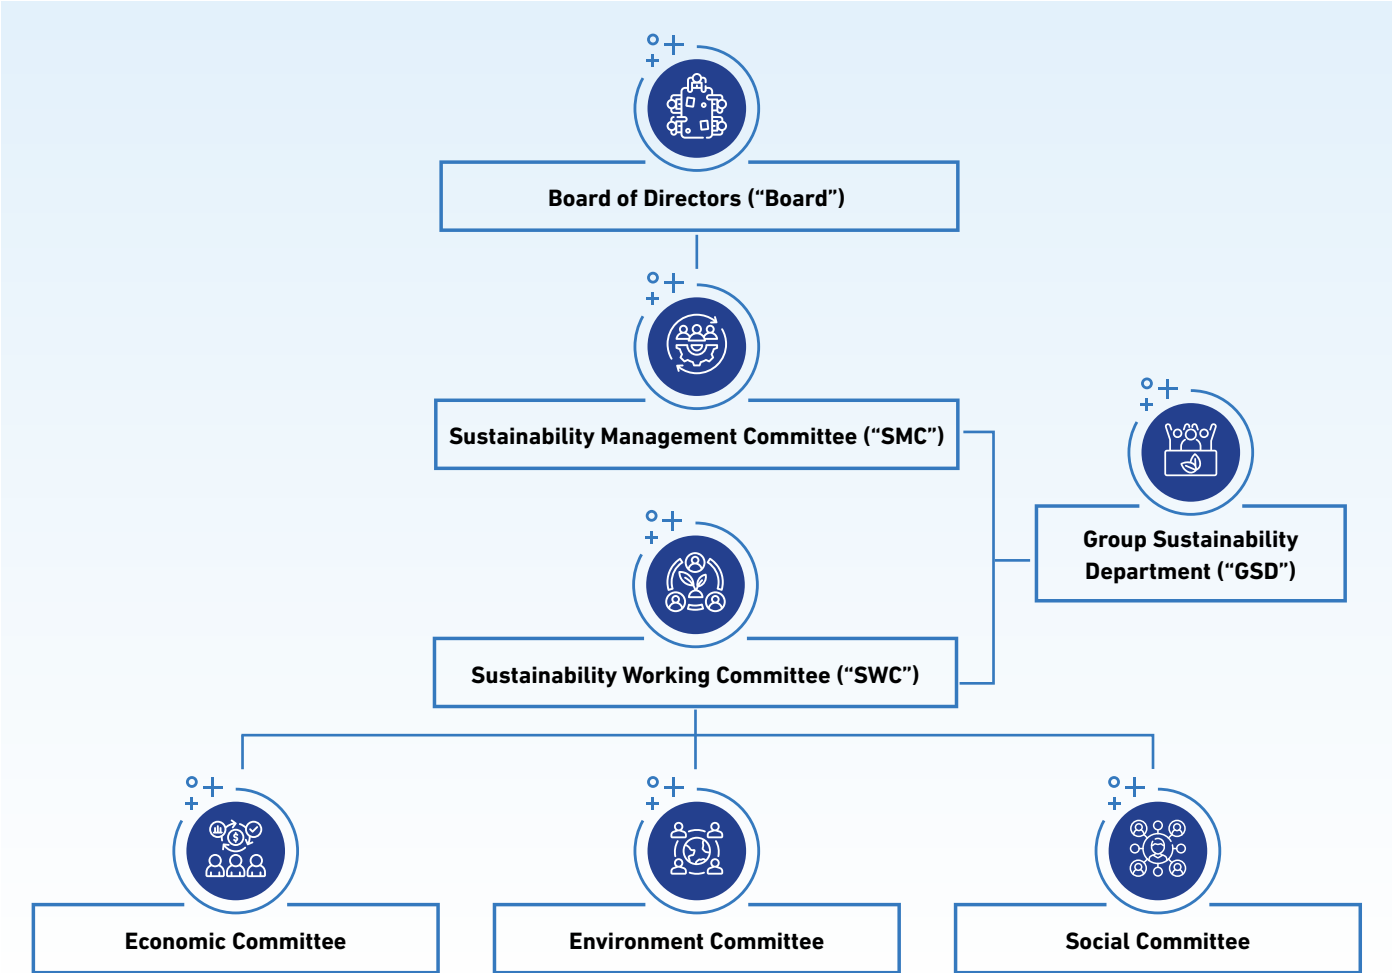 Board of Directors (“Board”)
Sustainability Management Committee (“SMC”)
Group Sustainability
Department (“GSD”)
Sustainability Working Committee (“SWC”)
Economic Committee
Environment Committee
Social Committee